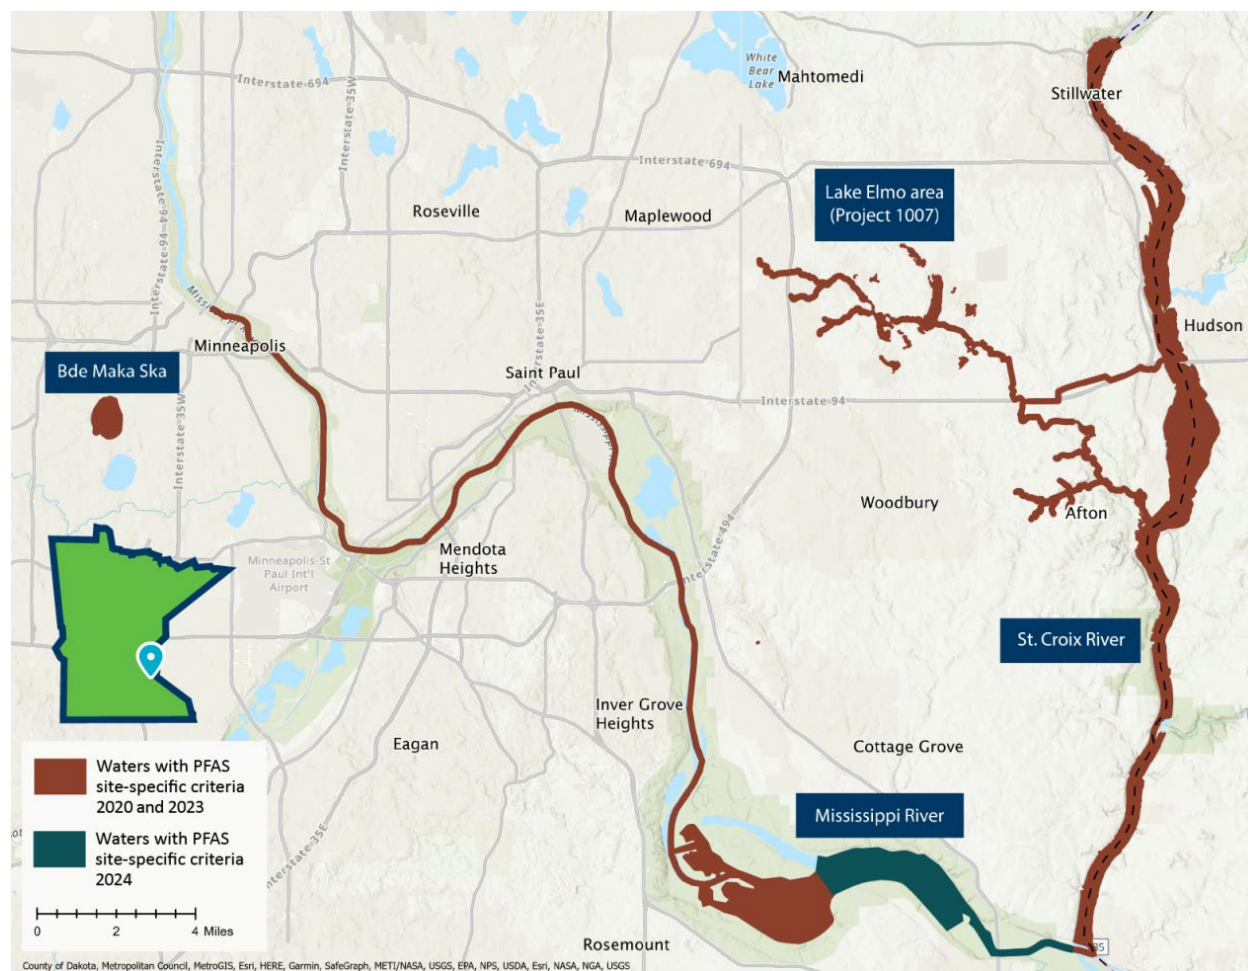 White
Bear
Lake
Mahtomedi
Stillwater
Interstate 694
Interstate 35W
Interstate 94
Interstate 694
Lake Elmo area
(Project 1007)
Roseville
Maplewood
Interstate 94
Hudson
Minneapolis
Interstate 35E
Bde Maka Ska
Saint Paul
Interstate 94
Interstate 35W
Woodbury
Afton
Mendota
Heights
Minneapolis-St
Paul Int'l
Airport
Interstate 494
St. Croix River
Inver Grove
Heights
Eagan
Cottage Grove
Waters with PFAS
site-specific criteria
2020 and 2023
Mississippi River
Waters with PFAS
site-specific criteria
2024
Interstate 35E
0 2 4 Miles
Rosemount
County of Dakota, Metropolitan Council, MetroGIS, Esri, HERE, Garmin, SafeGraph, METI/NASA, USGS, EPA, NPS, USDA, Esri, NASA, NGA, USGS